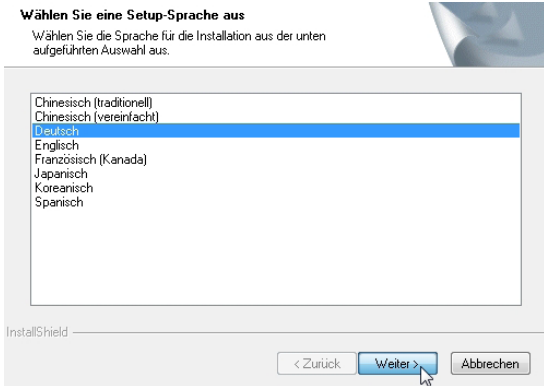 Wählen Sie eine Setup-Sprache aus
Wählen Sie die Sprache für die Installation aus der unten
aufgeführten Auswahl aus.
Chinesisch (traditionell)
Chinesisch (vereinfacht)
Deutsch
Englisch
Französisch (Kanada)
Japanisch
Koreanisch
Spanisch
InstallShield
< Zurück Weiter > Abbrechen